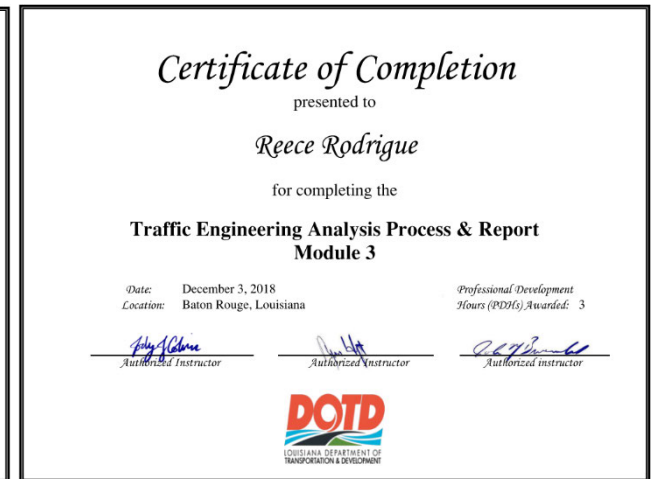 Certificate of Completion
presented to
Reece Rodrigue
for completing the
Traffic Engineering Analysis Process & Report
Module 3
Date: December 3, 2018
Location: Baton Rouge, Louisiana
Professional Development
Hours (PDHs) Awarded: 3
Authorized Instructor
Authorized Instructor
Authorized instructor
DOTD
LOUISIANA DEPARTMENT OF
TRANSPORTATION & DEVELOPMENT